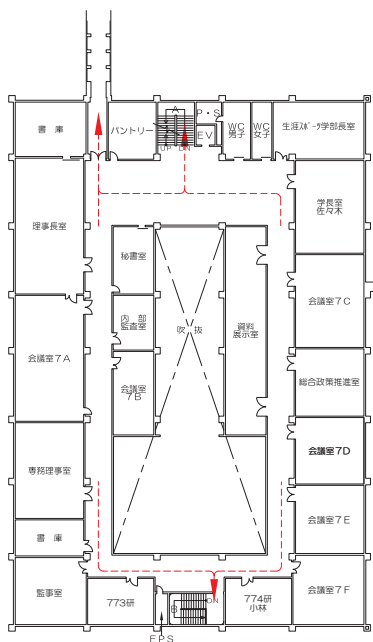 書庫
パントリー
A
UP DN
P・S
EV
WC
男子
WC
女子
生涯ｽﾎﾟｰﾂ学部長室
理事長室
学長室
佐々木
秘書室
内部
監査室
吹抜
資料
展示室
会議室7C
会議室7A
会議室
7B
総合政策推進室
会議室7D
専務理事室
会議室7E
書庫
監事室
773研
B
DN
774研
小林
会議室7F
EPS